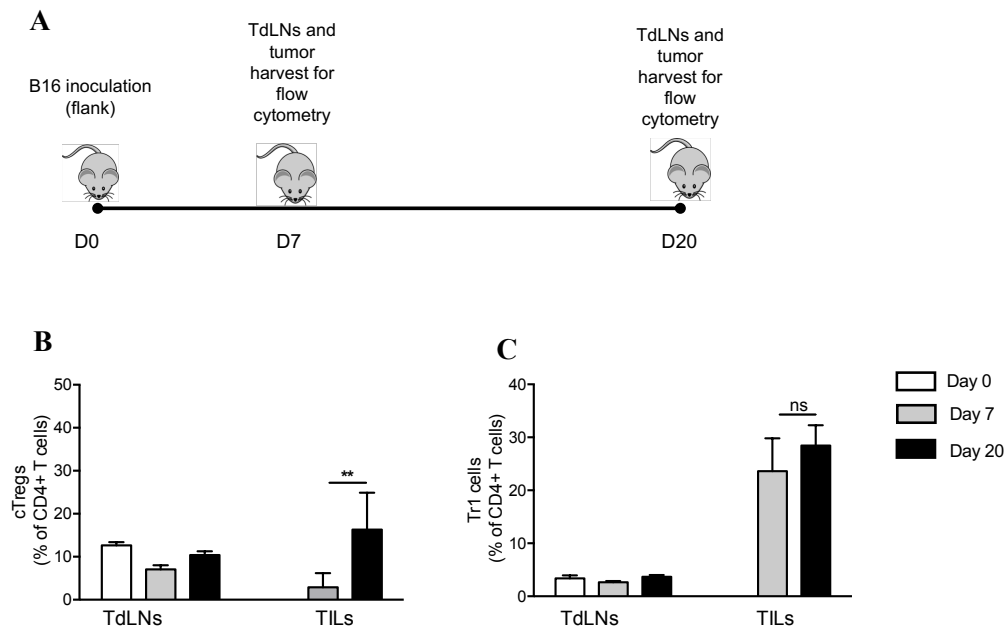 A
B16 inoculation
(flank)
TdLNs and
tumor
harvest for
flow
cytometry
TdLNs and
tumor
harvest for
flow
cytometry
D0
D7
D20
B
cTregs
(% of CD4+ T cells)
50
40
30
20
10
0
**
TdLNs
TILs
C
Tr1 cells
(% of CD4+ T cells)
40
30
20
10
0
ns
TdLNs
TILs
Day 0
Day 7
Day 20